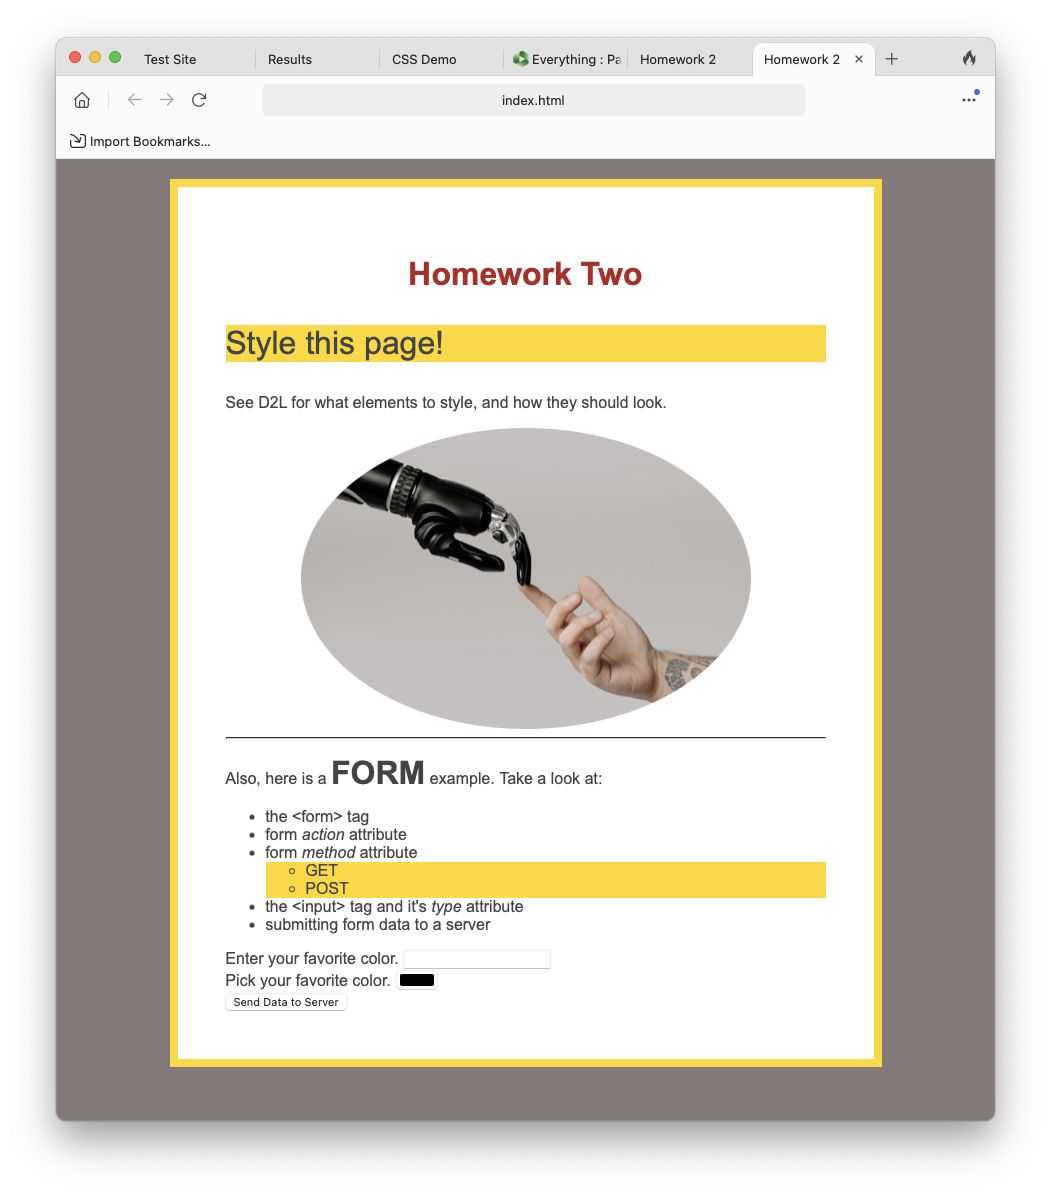 Test Site Results CSS Demo Everything : Pa Homework 2 Homework 2
index.html
Import Bookmarks...
Homework Two
Style this page!
See D2L for what elements to style, and how they should look.
Also, here is a FORM example. Take a look at:
the <form> tag
form action attribute
form method attribute
GET
POST
the <input> tag and it's type attribute
submitting form data to a server
Enter your favorite color.
Pick your favorite color.
Send Data to Server